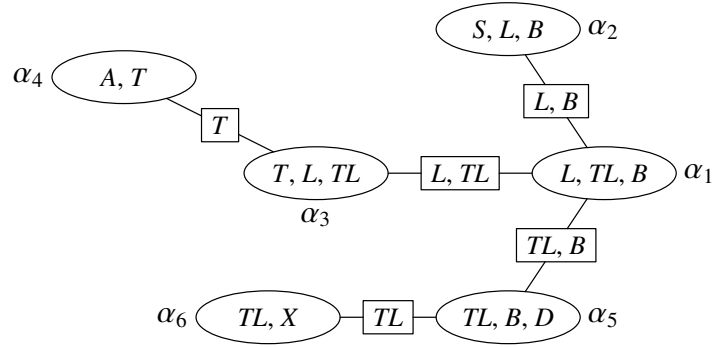 S, L, B α₂
α₄ A, T
L, B
T
T, L, TL L, TL L, TL, B α₁
α₃
TL, B
α₆ TL, X TL TL, B, D α₅